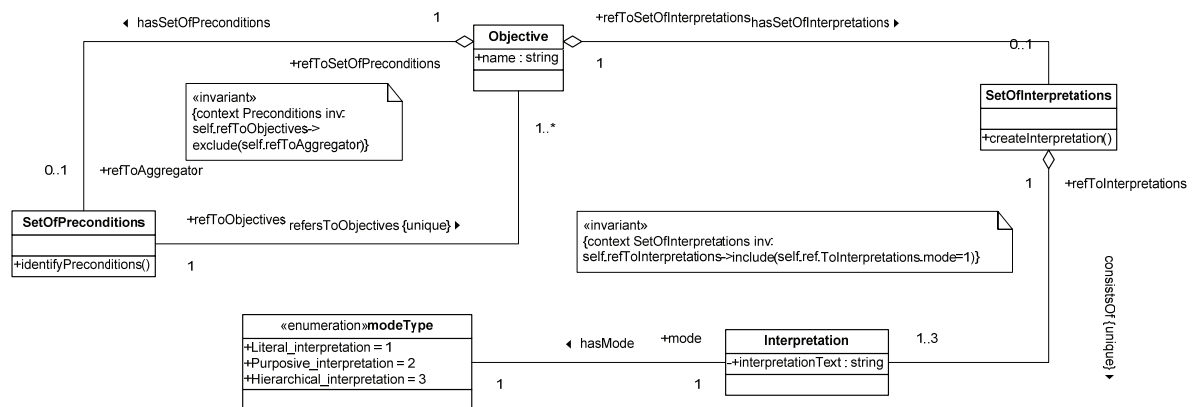 ◄ hasSetOfPreconditions
1
Objective
+name : string
+refToSetOfInterpretations
hasSetOfInterpretations ►
0..1
+refToSetOfPreconditions
1
«invariant»
{context Preconditions inv:
self.refToObjectives->
exclude(self.refToAggregator)}
SetOfInterpretations
+createInterpretation()
1..*
0..1
+refToAggregator
1
+refToInterpretations
SetOfPreconditions
+identifyPreconditions()
+refToObjectives
refersToObjectives {unique} ►
1
«invariant»
{context SetOfInterpretations inv:
self.refToInterpretations->include(self.ref.ToInterpretations.mode=1)}
consistsOf {unique} ►
«enumeration»modeType
+Literal_interpretation = 1
+Purposive_interpretation = 2
+Hierarchical_interpretation = 3
◄ hasMode
+mode
1
1
Interpretation
-+interpretationText : string
1..3